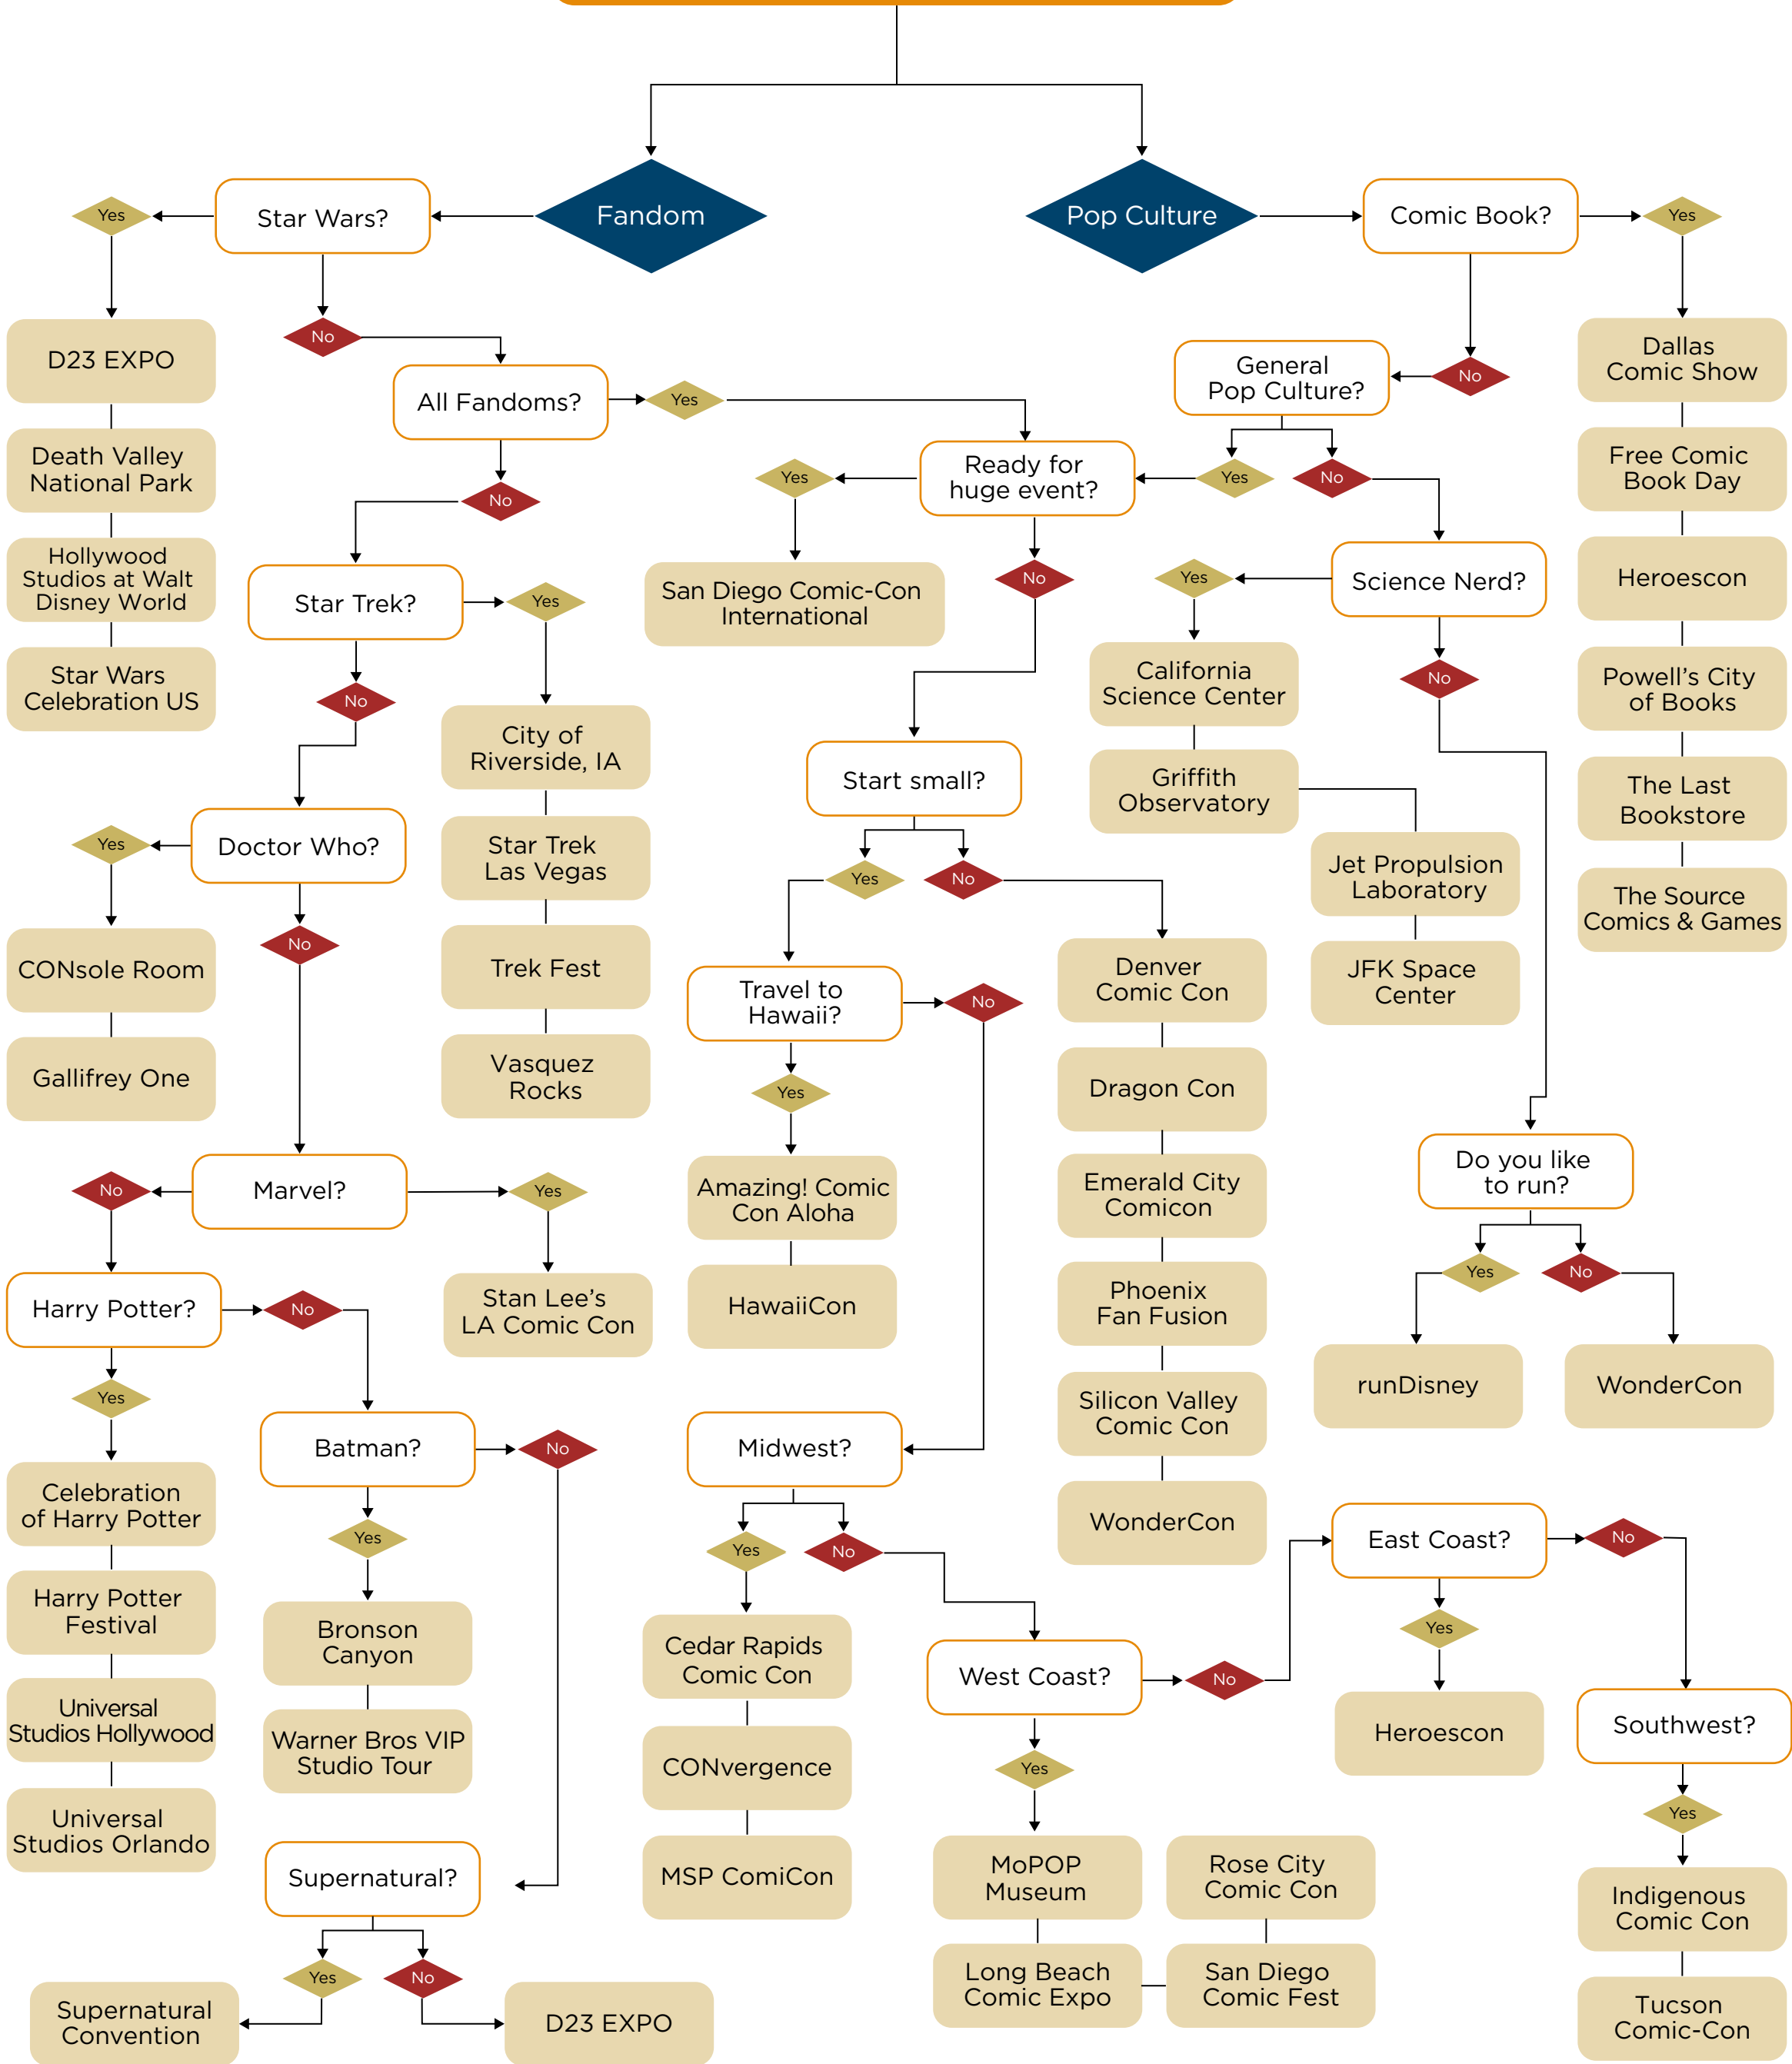 Fandom
Pop Culture
Star Wars?
Yes
Comic Book?
Yes
D23 EXPO
Death Valley
National Park
Hollywood
Studios at Walt
Disney World
Star Wars
Celebration US
No
All Fandoms?
Yes
No
Star Trek?
Yes
City of
Riverside, IA
Star Trek
Las Vegas
Trek Fest
Vasquez
Rocks
No
Doctor Who?
Yes
CONsole Room
Gallifrey One
No
Marvel?
Yes
Stan Lee's
LA Comic Con
No
Harry Potter?
Yes
Celebration
of Harry Potter
Harry Potter
Festival
Universal
Studios Hollywood
Universal
Studios Orlando
No
Batman?
Yes
Bronson
Canyon
Warner Bros VIP
Studio Tour
No
Supernatural?
Yes
Supernatural
Convention
No
D23 EXPO
Dallas
Comic Show
Free Comic
Book Day
Heroescon
Powell's City
of Books
The Last
Bookstore
The Source
Comics & Games
No
General
Pop Culture?
Yes
No
Ready for
huge event?
Yes
San Diego Comic-Con
International
No
Start small?
Yes
No
Travel to
Hawaii?
Yes
Amazing! Comic
Con Aloha
HawaiiCon
No
Denver
Comic Con
Dragon Con
Emerald City
Comicon
Phoenix
Fan Fusion
Silicon Valley
Comic Con
WonderCon
Science Nerd?
Yes
California
Science Center
Griffith
Observatory
Jet Propulsion
Laboratory
JFK Space
Center
No
Do you like
to run?
Yes
runDisney
No
WonderCon
Midwest?
Yes
Cedar Rapids
Comic Con
CONvergence
MSP ComiCon
No
West Coast?
Yes
MoPOP
Museum
Long Beach
Comic Expo
Rose City
Comic Con
San Diego
Comic Fest
No
East Coast?
Yes
Heroescon
No
Southwest?
Yes
Indigenous
Comic Con
Tucson
Comic-Con